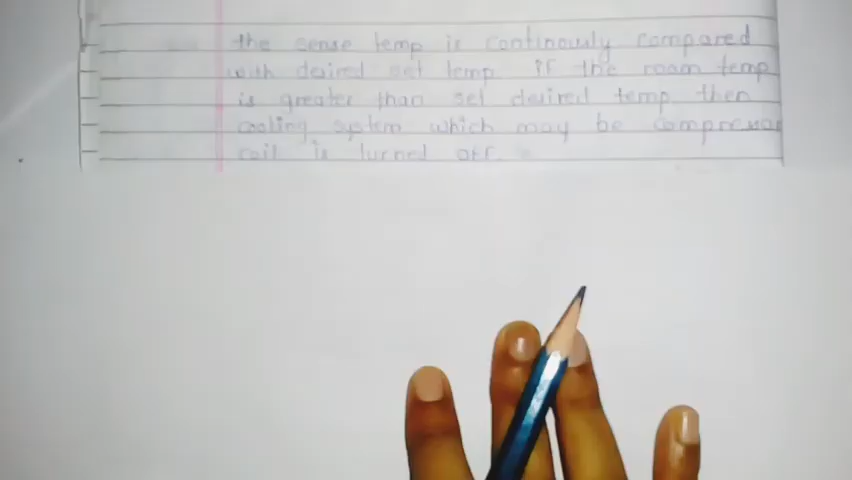 the sense temp is continously compared
with desired set temp If the room temp
is greater than set desired temp then
cooling system which may be compressor
coil is turned off.